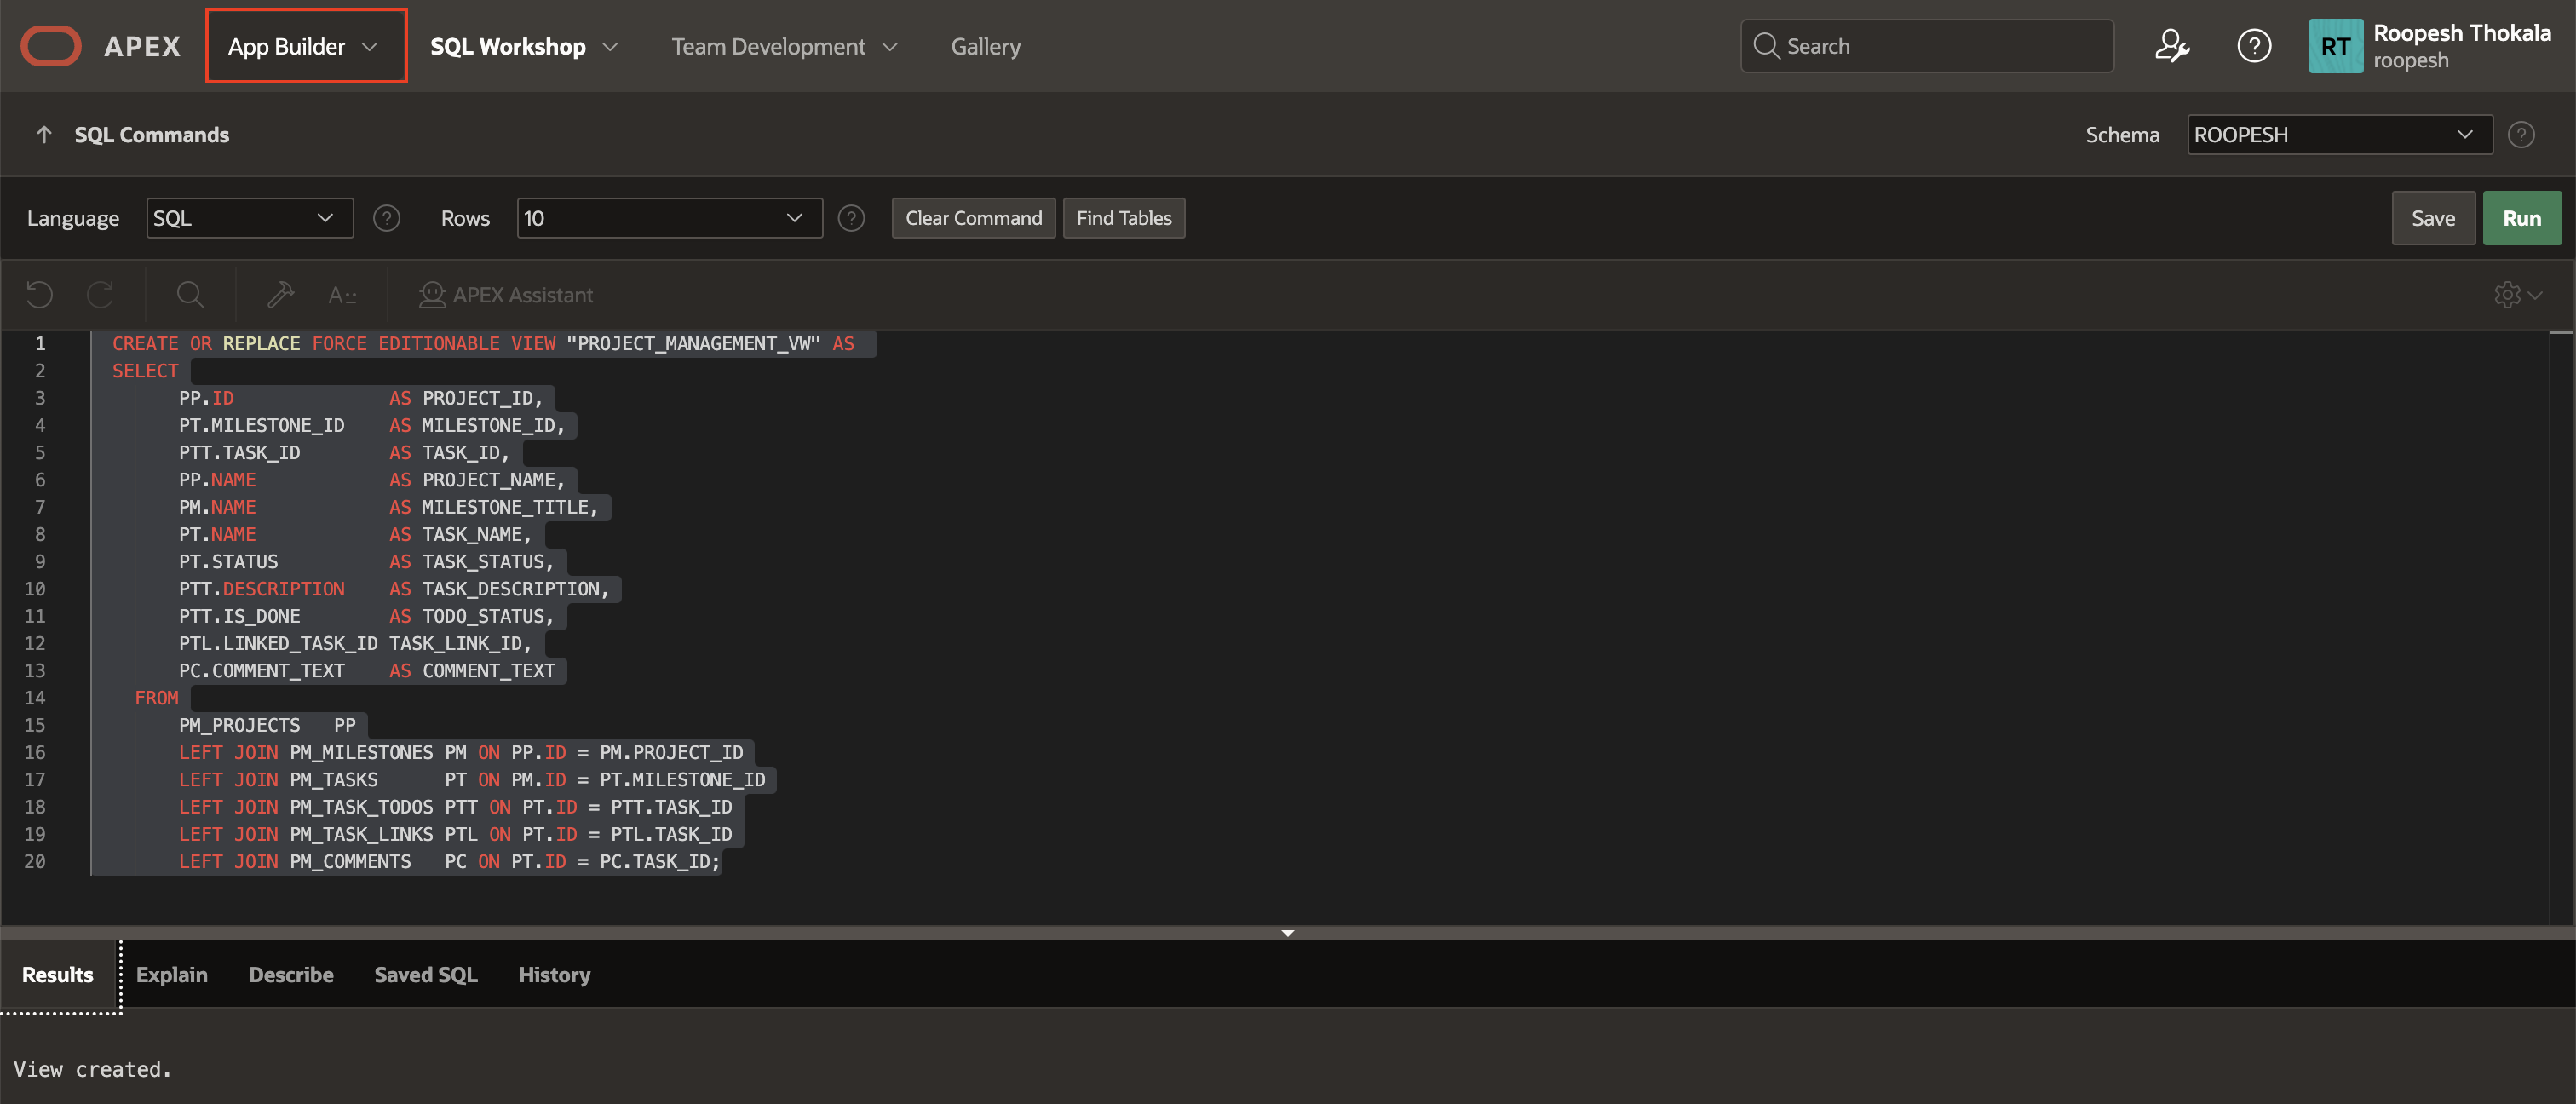 APEX App Builder SQL Workshop Team Development Gallery Search RT Roopesh Thokala
roopesh
SQL Commands Schema ROOPESH
Language SQL Rows 10 Clear Command Find Tables Save Run
A:: APEX Assistant
1 CREATE OR REPLACE FORCE EDITIONABLE VIEW "PROJECT_MANAGEMENT_VW" AS
2 SELECT
3 PP.ID AS PROJECT_ID,
4 PT.MILESTONE_ID AS MILESTONE_ID,
5 PTT.TASK_ID AS TASK_ID,
6 PP.NAME AS PROJECT_NAME,
7 PM.NAME AS MILESTONE_TITLE,
8 PT.NAME AS TASK_NAME,
9 PT.STATUS AS TASK_STATUS,
10 PTT.DESCRIPTION AS TASK_DESCRIPTION,
11 PTT.IS_DONE AS TODO_STATUS,
12 PTL.LINKED_TASK_ID TASK_LINK_ID,
13 PC.COMMENT_TEXT AS COMMENT_TEXT
14 FROM
15 PM_PROJECTS PP
16 LEFT JOIN PM_MILESTONES PM ON PP.ID = PM.PROJECT_ID
17 LEFT JOIN PM_TASKS PT ON PM.ID = PT.MILESTONE_ID
18 LEFT JOIN PM_TASK_TODOS PTT ON PT.ID = PTT.TASK_ID
19 LEFT JOIN PM_TASK_LINKS PTL ON PT.ID = PTL.TASK_ID
20 LEFT JOIN PM_COMMENTS PC ON PT.ID = PC.TASK_ID;
Results Explain Describe Saved SQL History
View created.